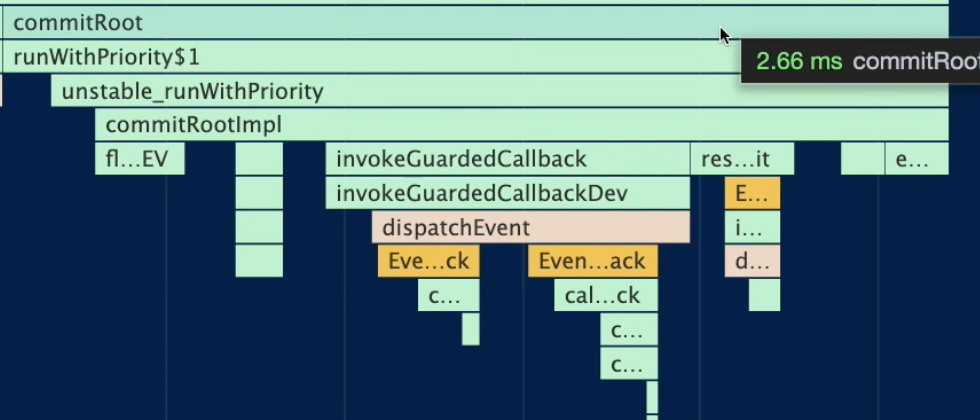 commitRoot
runWithPriority$1
2.66 ms commitRoot
unstable_runWithPriority
commitRootImpl
fl...EV invokeGuardedCallback res...it e...
invokeGuardedCallbackDev E...
dispatchEvent i...
Eve...ck Even...ack d...
c... cal...ck
c...
c...